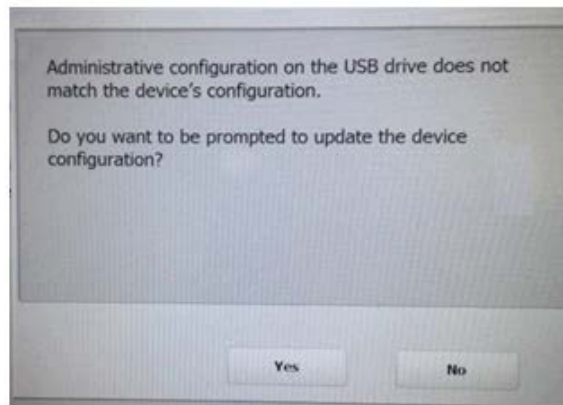 Administrative configuration on the USB drive does not
match the device's configuration.
Do you want to be prompted to update the device
configuration?
Yes
No